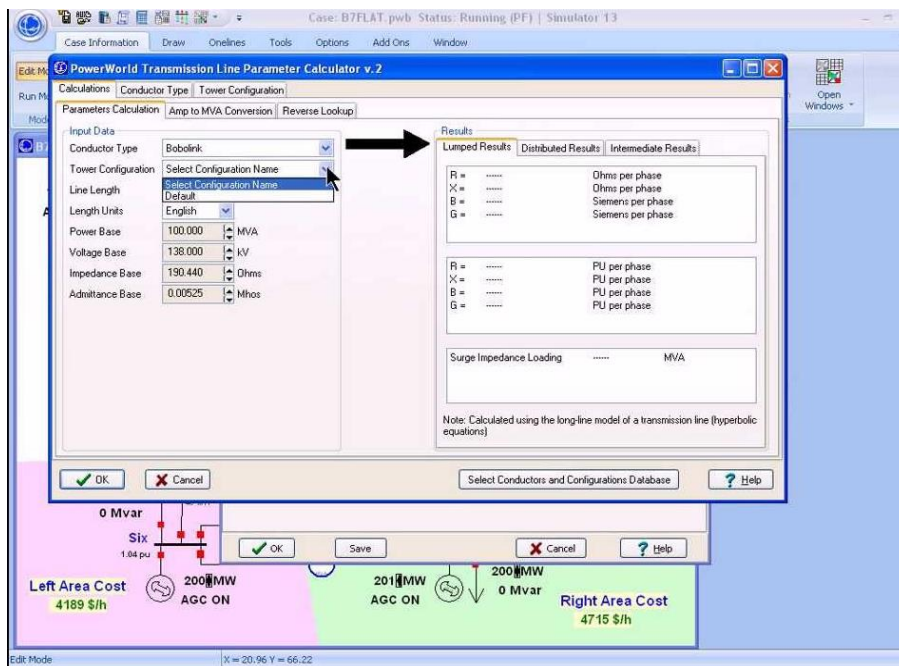 Case: B7FLAT.pwb Status: Running (PF) | Simulator 13
Case Information Draw Onelines Tools Options Add Ons Window
Edit Mo
Run Mo
Mod
Open
Windows
PowerWorld Transmission Line Parameter Calculator v.2
Calculations Conductor Type Tower Configuration
Parameters Calculation Amp to MVA Conversion Reverse Lookup
Input Data
Conductor Type Bobolink
Tower Configuration Select Configuration Name
Select Configuration Name
Default
Line Length
Length Units English
Power Base 100.000 MVA
Voltage Base 138.000 kV
Impedance Base 190.440 Ohms
Admittance Base 0.00525 Mhos
Results
Lumped Results Distributed Results Intermediate Results
R = ------ Ohms per phase
X = ------ Ohms per phase
B = ------ Siemens per phase
G = ------ Siemens per phase
R = ------ PU per phase
X = ------ PU per phase
B = ------ PU per phase
G = ------ PU per phase
Surge Impedance Loading ------ MVA
Note: Calculated using the long-line model of a transmission line (hyperbolic
equations)
OK Cancel Select Conductors and Configurations Database ? Help
0 Mvar
Six
1.04 pu
OK Save Cancel ? Help
200 MW
AGC ON
201 MW
AGC ON
200 MW
0 Mvar
Left Area Cost
4189 $/h
Right Area Cost
4715 $/h
Edit Mode X = 20.96 Y = 66.22